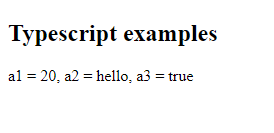 Typescript examples
a1 = 20, a2 = hello, a3 = true